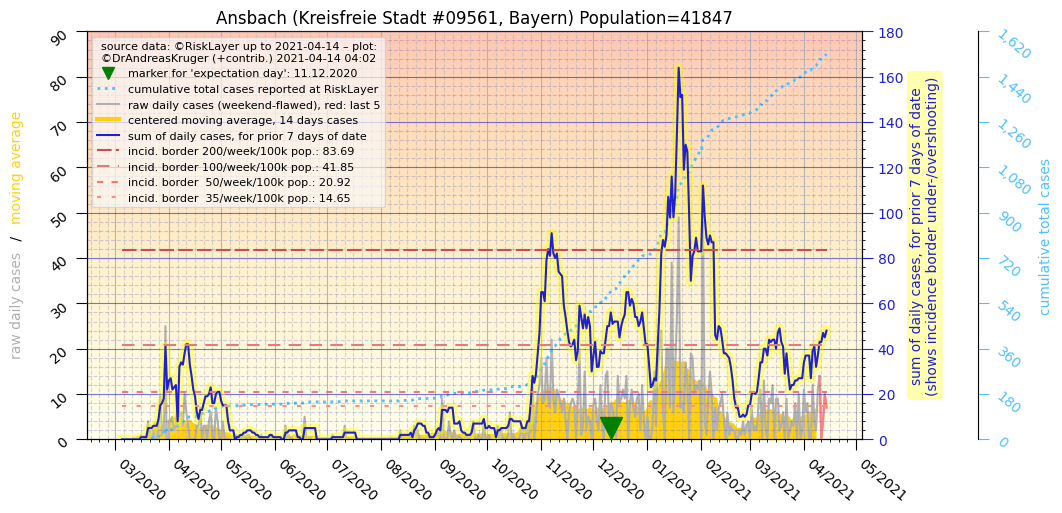 Ansbach (Kreisfreie Stadt #09561, Bayern) Population=41847
source data: ©RiskLayer up to 2021-04-14 – plot:
©DrAndreasKruger (+contrib.) 2021-04-14 04:02
marker for 'expectation day': 11.12.2020
cumulative total cases reported at RiskLayer
raw daily cases (weekend-flawed), red: last 5
centered moving average, 14 days cases
sum of daily cases, for prior 7 days of date
incid. border 200/week/100k pop.: 83.69
incid. border 100/week/100k pop.: 41.85
incid. border  50/week/100k pop.: 20.92
incid. border  35/week/100k pop.: 14.65
raw daily cases / moving average
90
80
70
60
50
40
30
20
10
0
03/2020
04/2020
05/2020
06/2020
07/2020
08/2020
09/2020
10/2020
11/2020
12/2020
01/2021
02/2021
03/2021
04/2021
05/2021
180
160
140
120
100
80
60
40
20
0
sum of daily cases, for prior 7 days of date
(shows incidence border under-/overshooting)
1,620
1,440
1,260
1,080
900
720
540
360
180
0
cumulative total cases